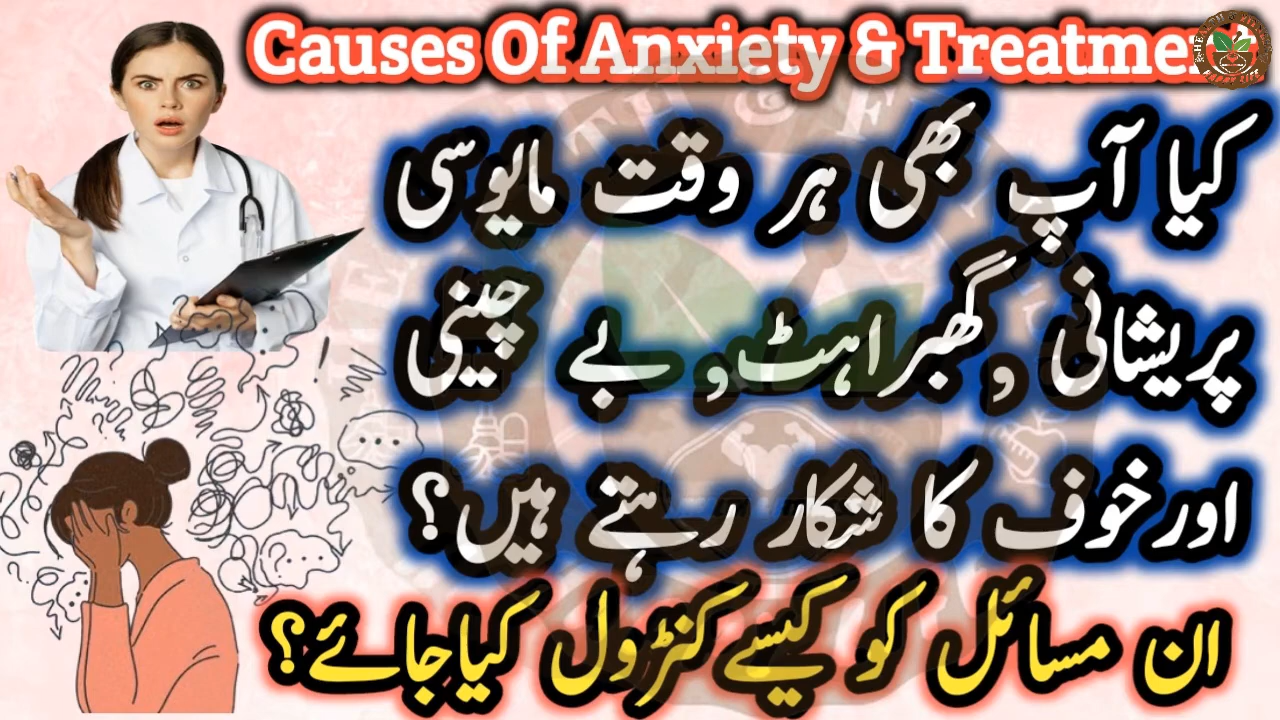 Causes Of Anxiety & Treatme
کیا آپ بھی ہر وقت مایوسی
پریشانی , گھبراہٹ, بے چینی
اور خوف کا شکار رہتے ہیں؟
ان مسائل کو کیسے کنٹرول کیا جائے؟